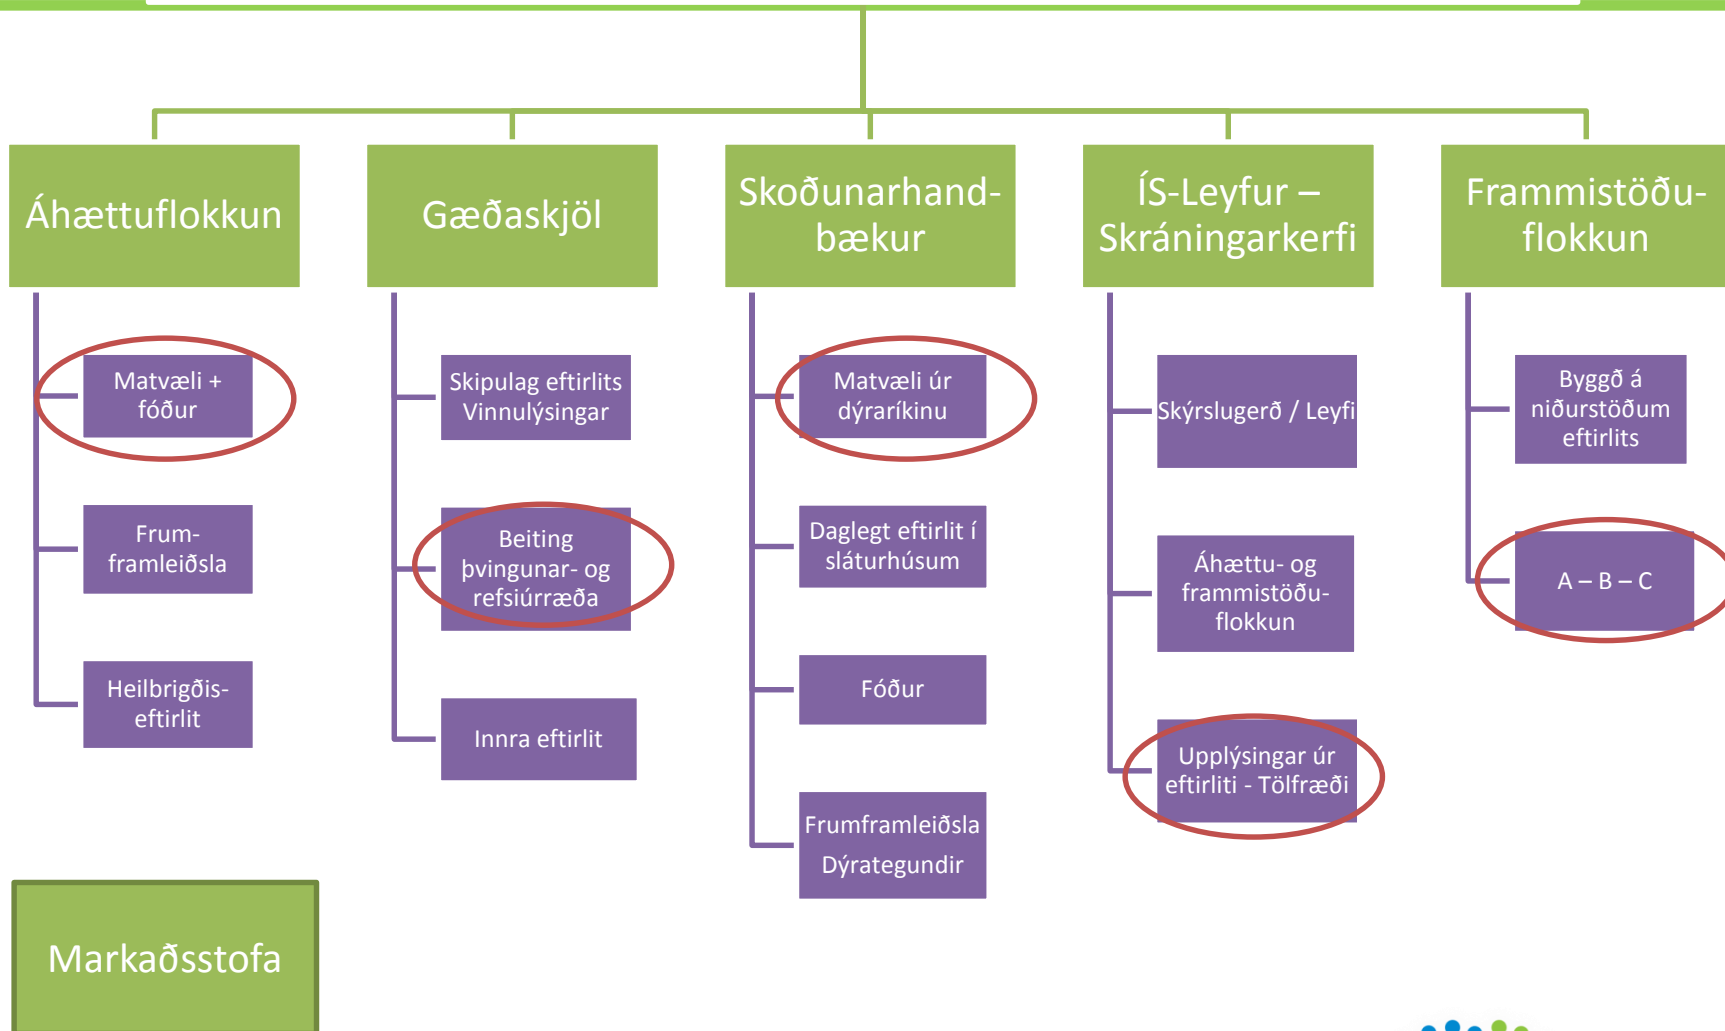 Áhættuflokkun
Matvæli +
fóður
Frum-
framleiðsla
Heilbrigðis-
eftirlit
Gæðaskjöl
Skipulag eftirlits
Vinnulýsingar
Beiting
þvingunar- og
refsiúrræða
Innra eftirlit
Skoðunarhand-
bækur
Matvæli úr
dýraríkinu
Daglegt eftirlit í
sláturhúsum
Fóður
Frumframleiðsla
Dýrategundir
ÍS-Leyfur –
Skráningarkerfi
Skýrslugerð / Leyfi
Áhættu- og
frammistöðu-
flokkun
Upplýsingar úr
eftirliti - Tölfræði
Frammistöðu-
flokkun
Byggð á
niðurstöðum
eftirlits
A – B – C
Markaðsstofa